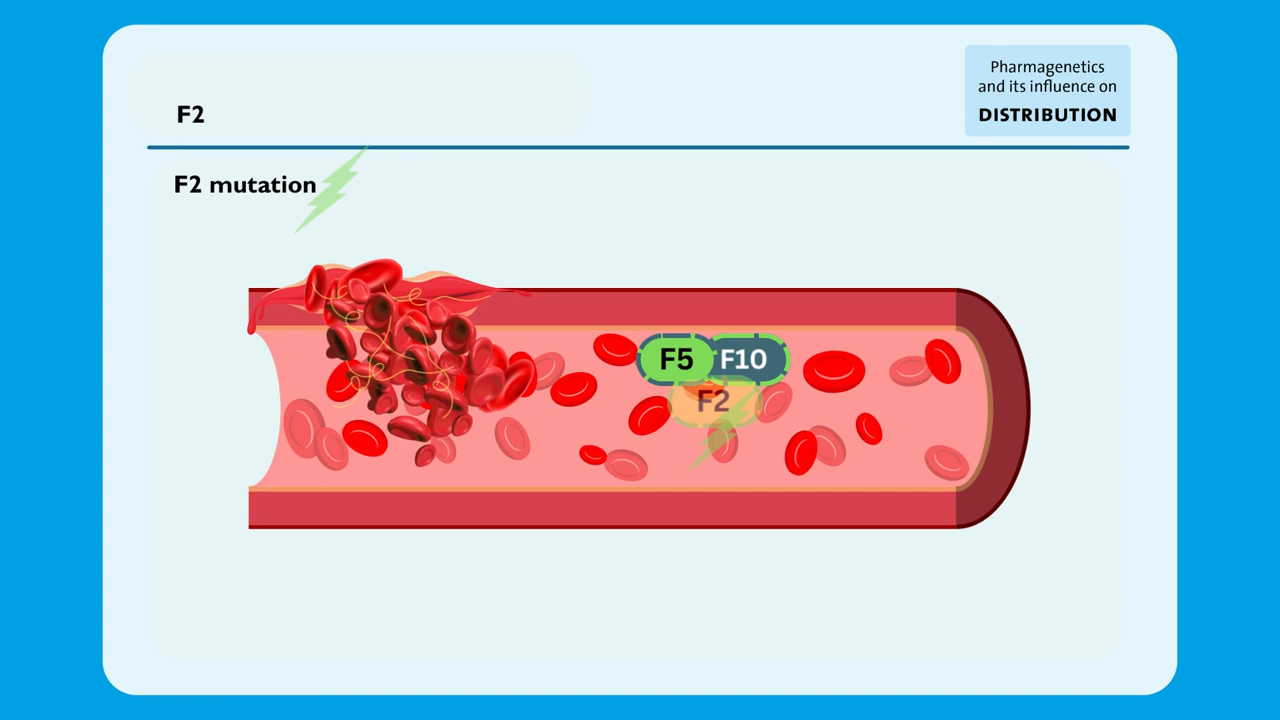 Pharmagenetics
and its influence on
DISTRIBUTION
F2
F2 mutation
F5
F10
F2